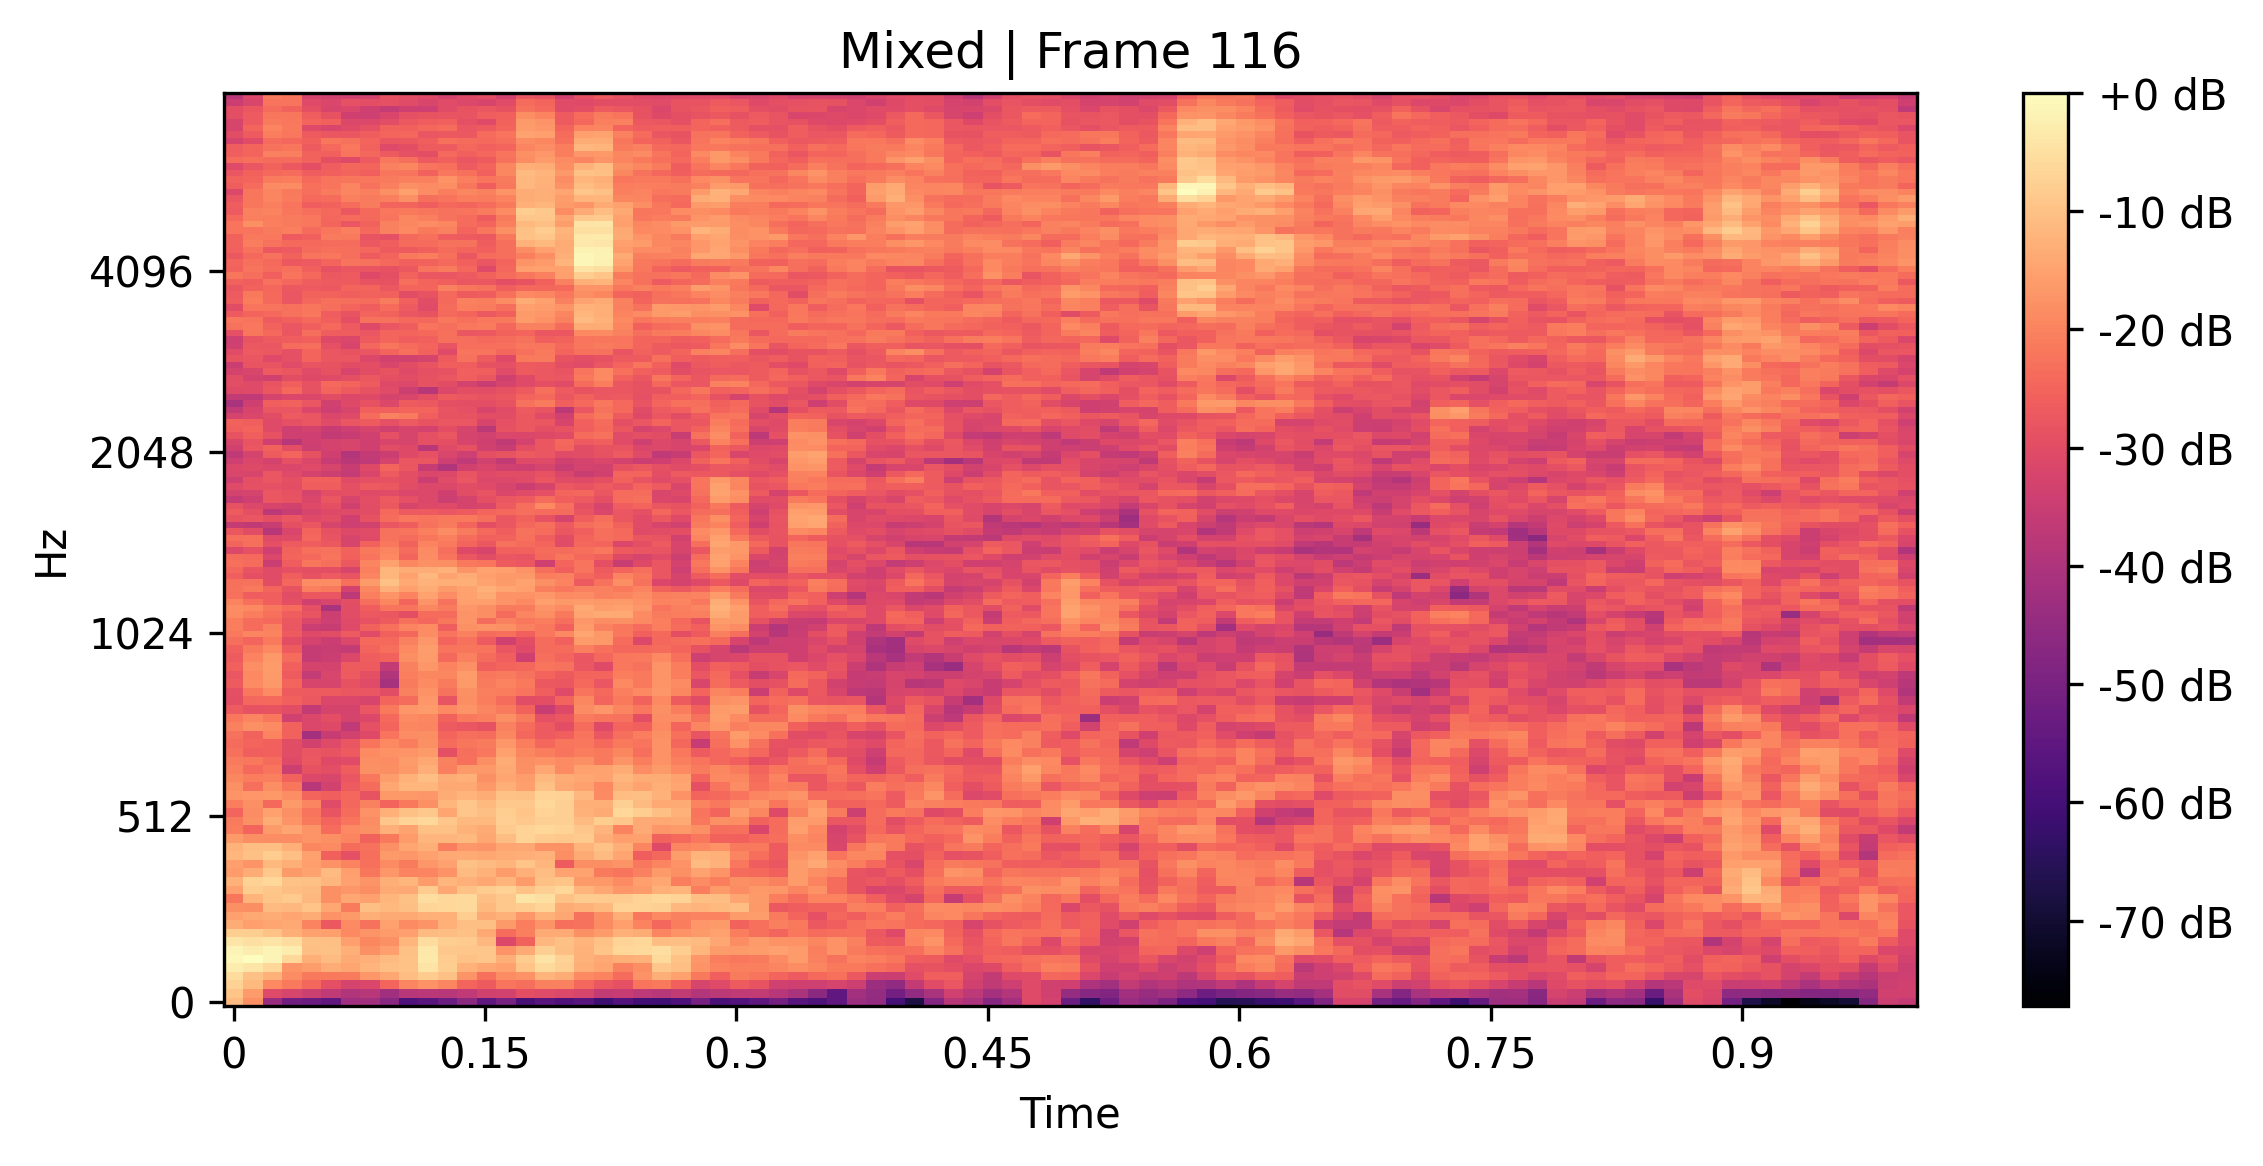 Mixed | Frame 116
+0 dB
-10 dB
-20 dB
-30 dB
-40 dB
-50 dB
-60 dB
-70 dB
Hz
4096
2048
1024
512
0
0 0.15 0.3 0.45 0.6 0.75 0.9
Time